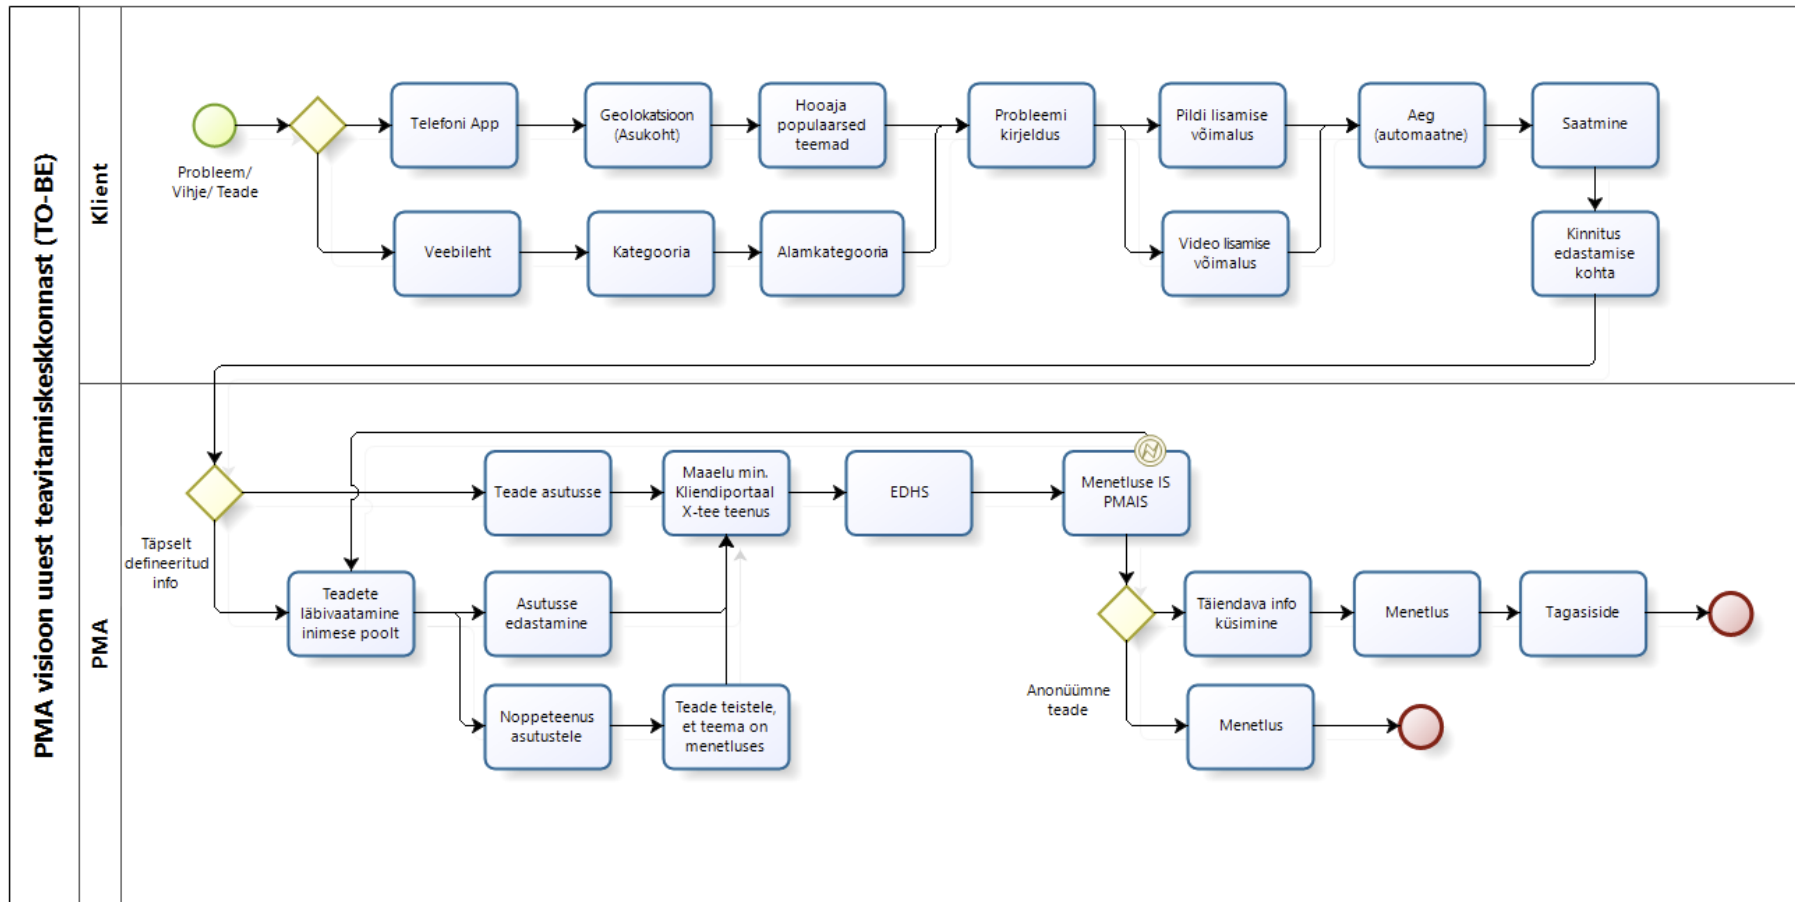 PMA visioon uuest teavitamiskeskkonnast (TO-BE)
Klient
Probleem/
Vihje/ Teade
Telefoni App
Geolokatsioon
(Asukoht)
Hooaja
populaarsed
teemad
Probleemi
kirjeldus
Pildi lisamise
võimalus
Aeg
(automaatne)
Saatmine
Veebileht
Kategooria
Alamkategooria
Video lisamise
võimalus
Kinnitus
edastamise
kohta
PMA
Täpselt
defineeritud
info
Teade asutusse
Maaelu min.
Kliendiportaal
X-tee teenus
EDHS
Menetluse IS
PMAIS
Teadete
läbivaatamine
inimese poolt
Asutusse
edastamine
Täiendava info
küsimine
Menetlus
Tagasiside
Noppeteenus
asutustele
Teade teistele,
et teema on
menetluses
Anonüümne
teade
Menetlus